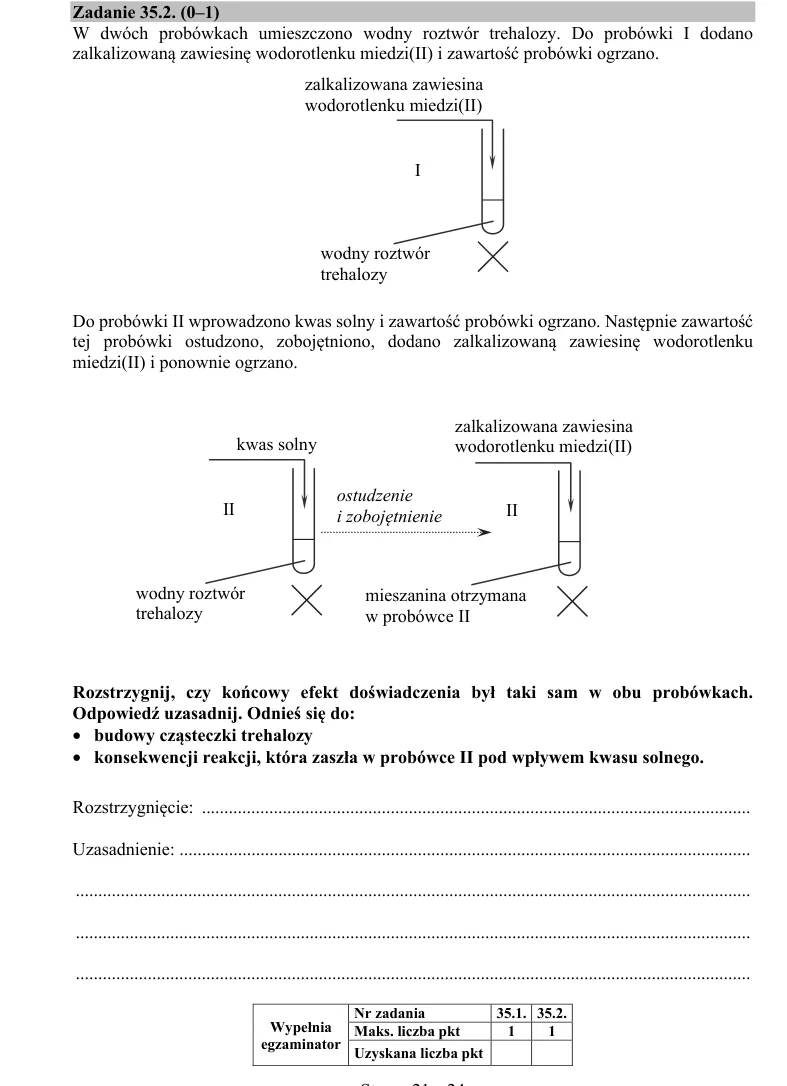 Zadanie 35.2. (0–1)
W dwóch probówkach umieszczono wodny roztwór trehalozy. Do probówki I dodano
zalkalizowaną zawiesinę wodorotlenku miedzi(II) i zawartość probówki ogrzano.
zalkalizowana zawiesina
wodorotlenku miedzi(II)
I
wodny roztwór
trehalozy
Do probówki II wprowadzono kwas solny i zawartość probówki ogrzano. Następnie zawartość
tej probówki ostudzono, zobojętniono, dodano zalkalizowaną zawiesinę wodorotlenku
miedzi(II) i ponownie ogrzano.
kwas solny
zalkalizowana zawiesina
wodorotlenku miedzi(II)
II
ostudzenie
i zobojętnienie
II
wodny roztwór
trehalozy
mieszanina otrzymana
w probówce II
Rozstrzygnij, czy końcowy efekt doświadczenia był taki sam w obu probówkach.
Odpowiedź uzasadnij. Odnieś się do:
• budowy cząsteczki trehalozy
• konsekwencji reakcji, która zaszła w probówce II pod wpływem kwasu solnego.
Rozstrzygnięcie: ..........................................................................................................................
Uzasadnienie: ...............................................................................................................................
......................................................................................................................................................
......................................................................................................................................................
......................................................................................................................................................
Wypełnia
egzaminator
Nr zadania 35.1. 35.2.
Maks. liczba pkt 1 1
Uzyskana liczba pkt